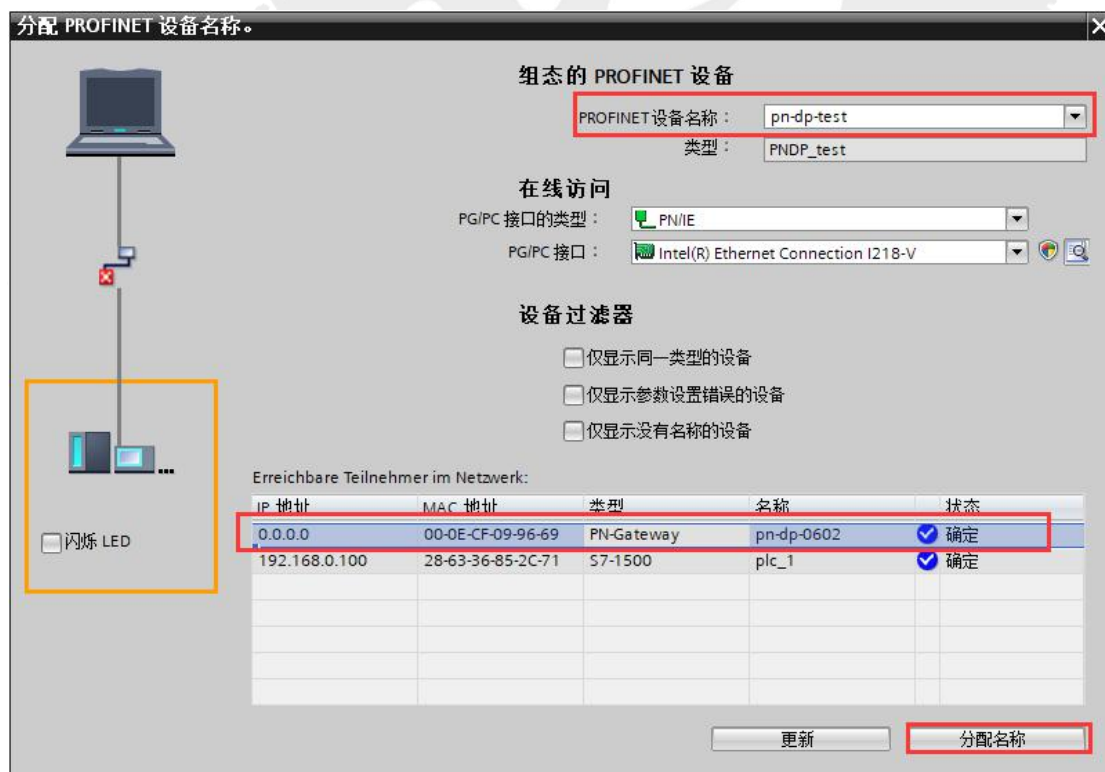 分配 PROFINET 设备名称。
组态的 PROFINET 设备
PROFINET设备名称： pn-dp-test
类型： PNDP_test
在线访问
PG/PC 接口的类型： PN/IE
PG/PC 接口： Intel(R) Ethernet Connection I218-V
设备过滤器
仅显示同一类型的设备
仅显示参数设置错误的设备
仅显示没有名称的设备
闪烁 LED
Erreichbare Teilnehmer im Netzwerk:
IP 地址 MAC 地址 类型 名称 状态
0.0.0.0 00-0E-CF-09-96-69 PN-Gateway pn-dp-0602 确定
192.168.0.100 28-63-36-85-2C-71 S7-1500 plc_1 确定
更新 分配名称